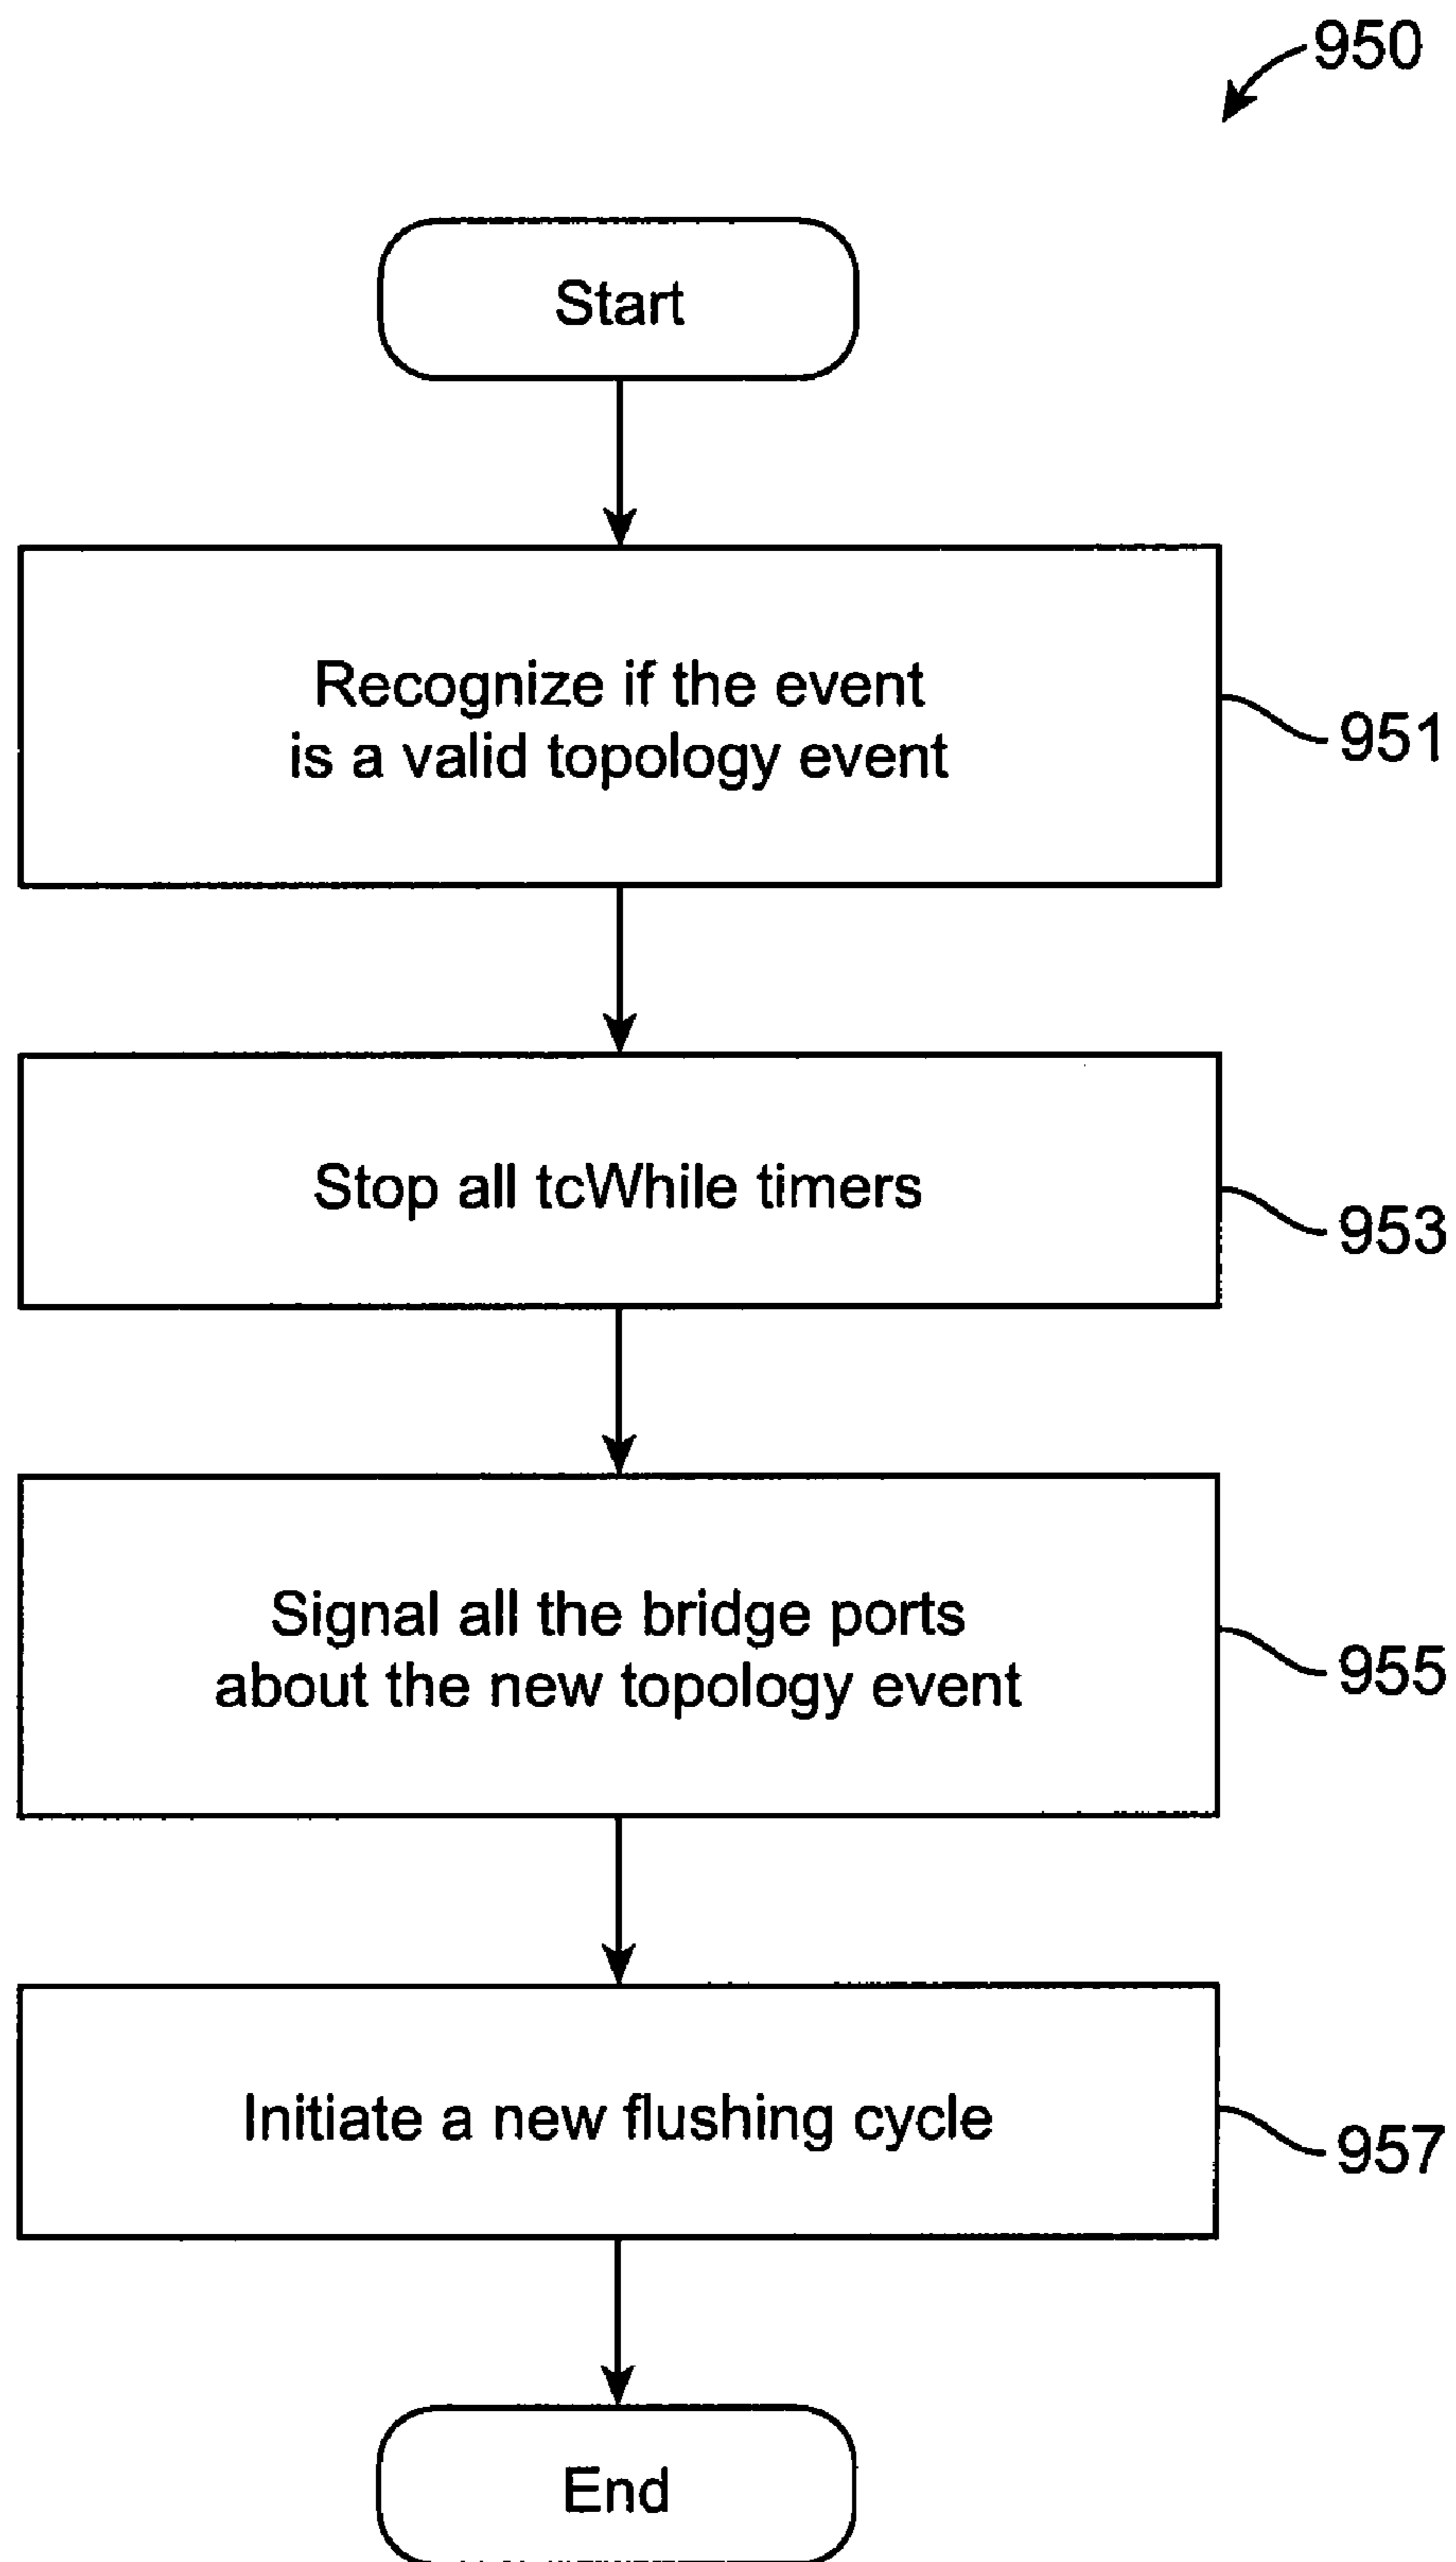 950
Start
Recognize if the event
is a valid topology event
951
Stop all tcWhile timers
953
Signal all the bridge ports
about the new topology event
955
Initiate a new flushing cycle
957
End